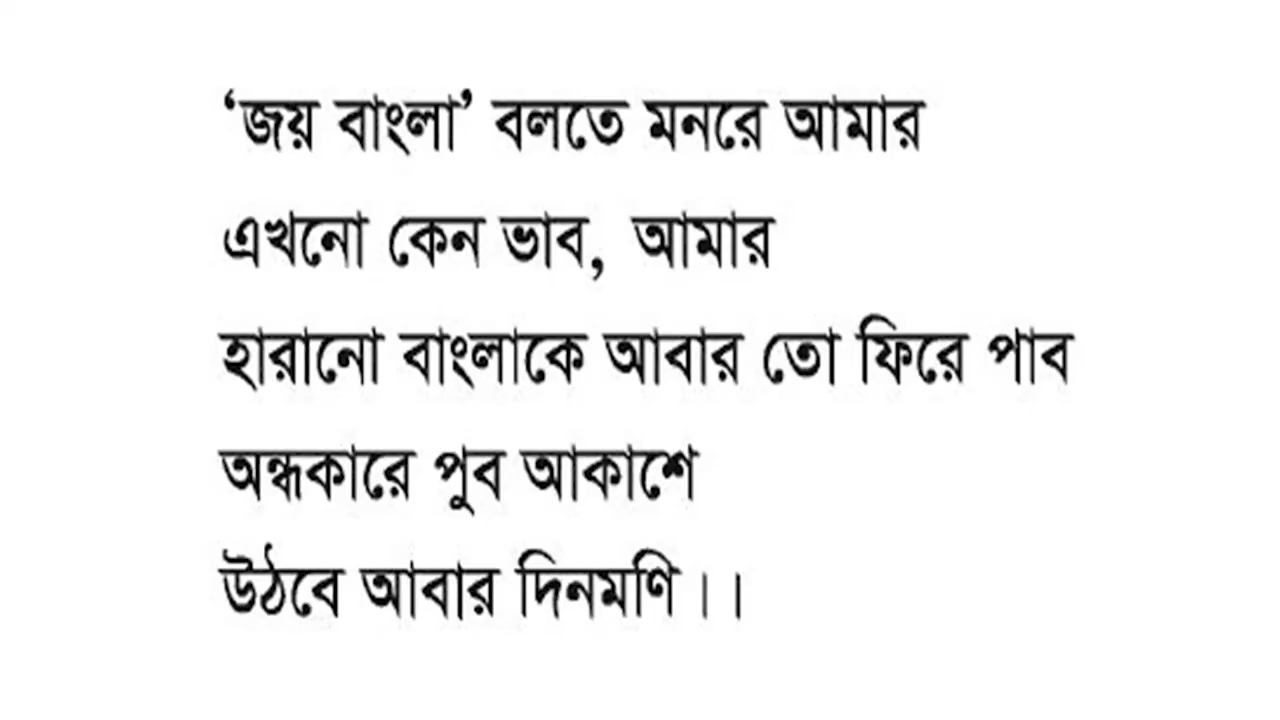 ‘জয় বাংলা’ বলতে মনরে আমার
এখনো কেন ভাব, আমার
হারানো বাংলাকে আবার তো ফিরে পাব
অন্ধকারে পুব আকাশে
উঠবে আবার দিনমণি।।